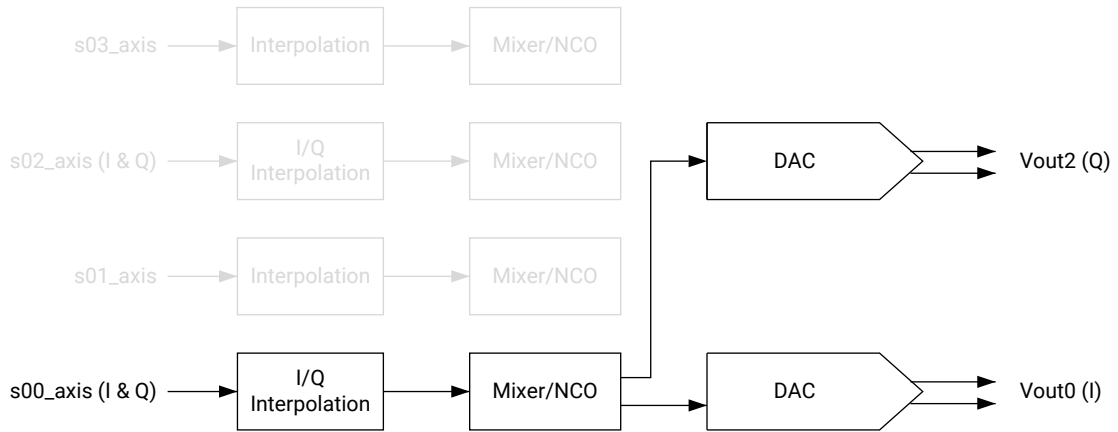 s03_axis
Interpolation
Mixer/NCO
s02_axis (I & Q)
I/Q
Interpolation
Mixer/NCO
DAC
Vout2 (Q)
s01_axis
Interpolation
Mixer/NCO
s00_axis (I & Q)
I/Q
Interpolation
Mixer/NCO
DAC
Vout0 (I)